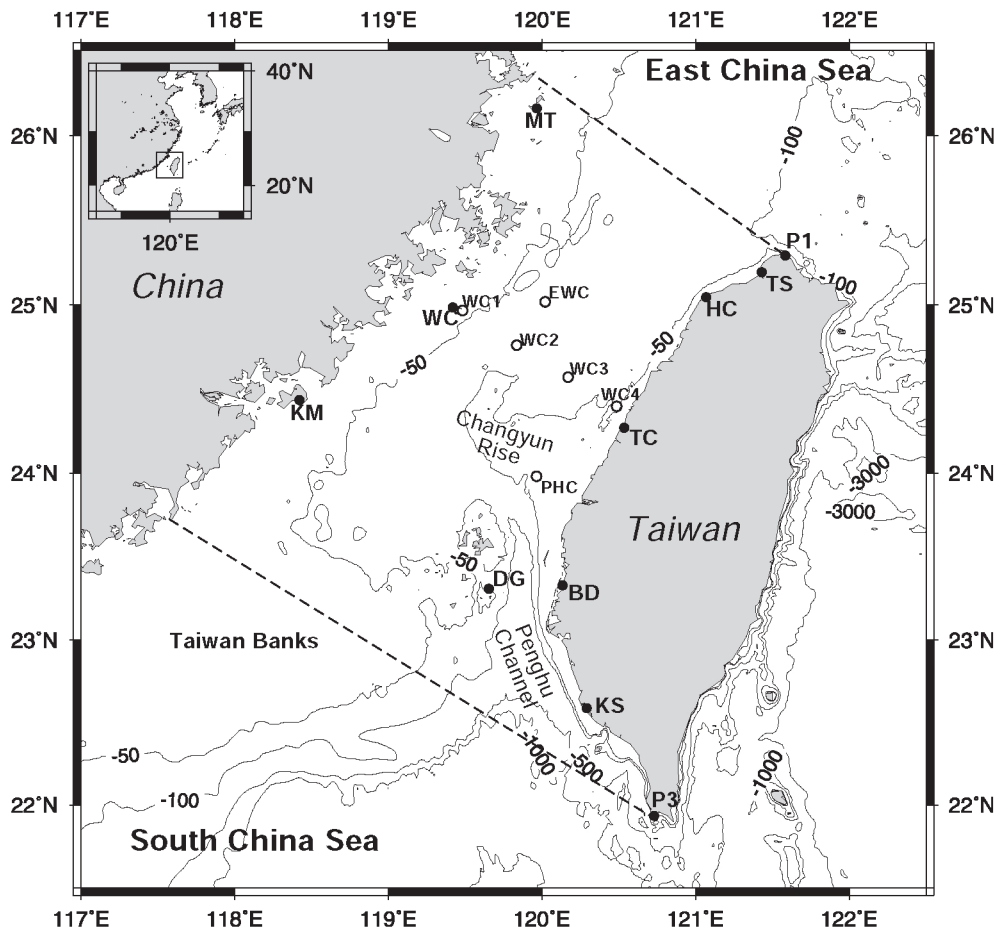 117°E 118°E 119°E 120°E 121°E 122°E
East China Sea
40°N
MT
26°N
26°N
-100
20°N
120°E
P1
China
TS
-100
25°N
WC1
EWC
HC
25°N
WC
WC2
-50
-50
WC3
WC4
KM
Changyun
Rise
TC
24°N
24°N
PHC
-3000
-3000
Taiwan
-50
DG
BD
Taiwan Banks
23°N
23°N
Penghu
Channel
KS
-50
-1000
-500
-1000
-100
22°N
P3
22°N
South China Sea
117°E 118°E 119°E 120°E 121°E 122°E